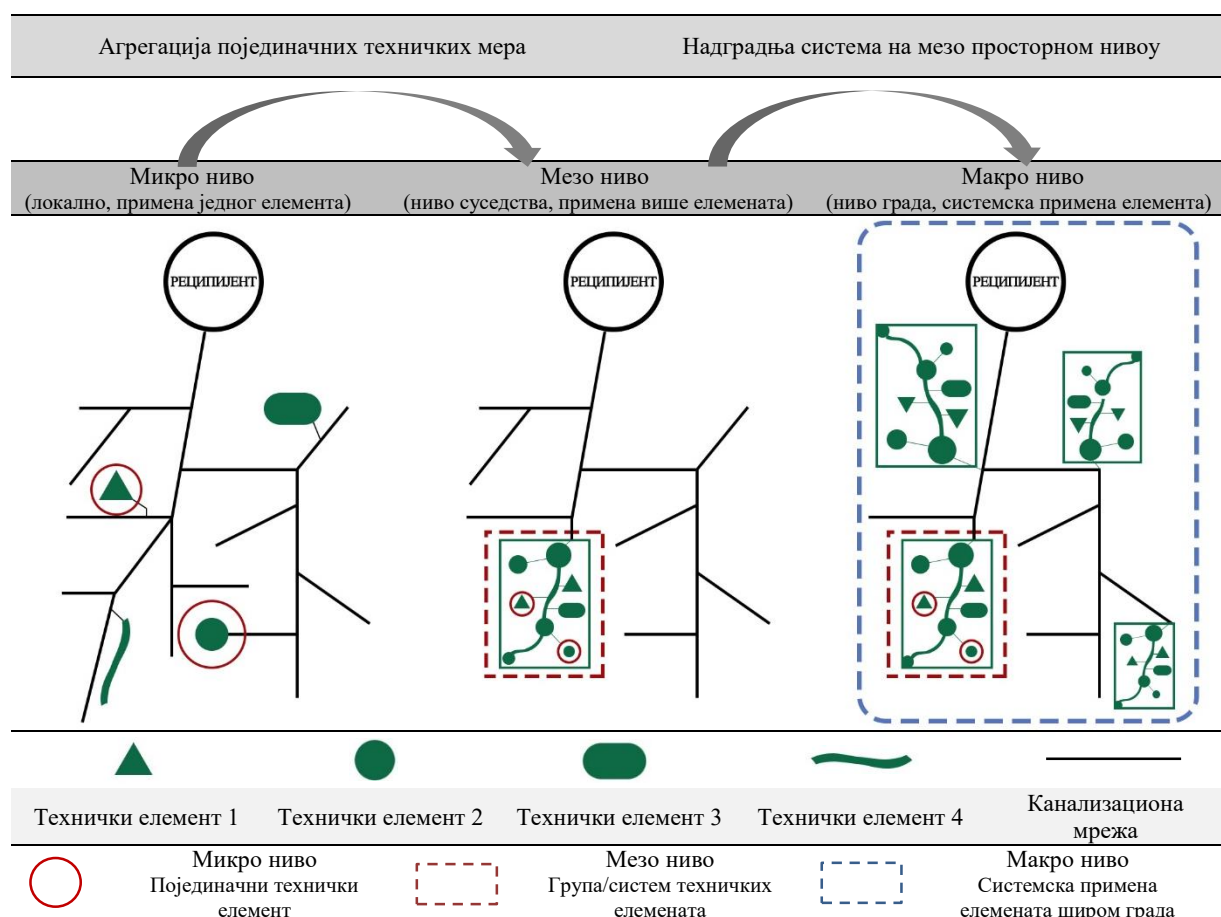 Агрегација појединачних техничких мера
Надградња система на мезо просторном нивоу
Микро ниво
(локално, примена једног елемента)
Мезо ниво
(ниво суседства, примена више елемената)
Макро ниво
(ниво града, системска примена елемента)
РЕЦИПИЈЕНТ
РЕЦИПИЈЕНТ
РЕЦИПИЈЕНТ
Технички елемент 1
Технички елемент 2
Технички елемент 3
Технички елемент 4
Канализациона
мрежа
Микро ниво
Појединачни технички
елемент
Мезо ниво
Група/систем техничких
елемената
Макро ниво
Системска примена
елемената широм града